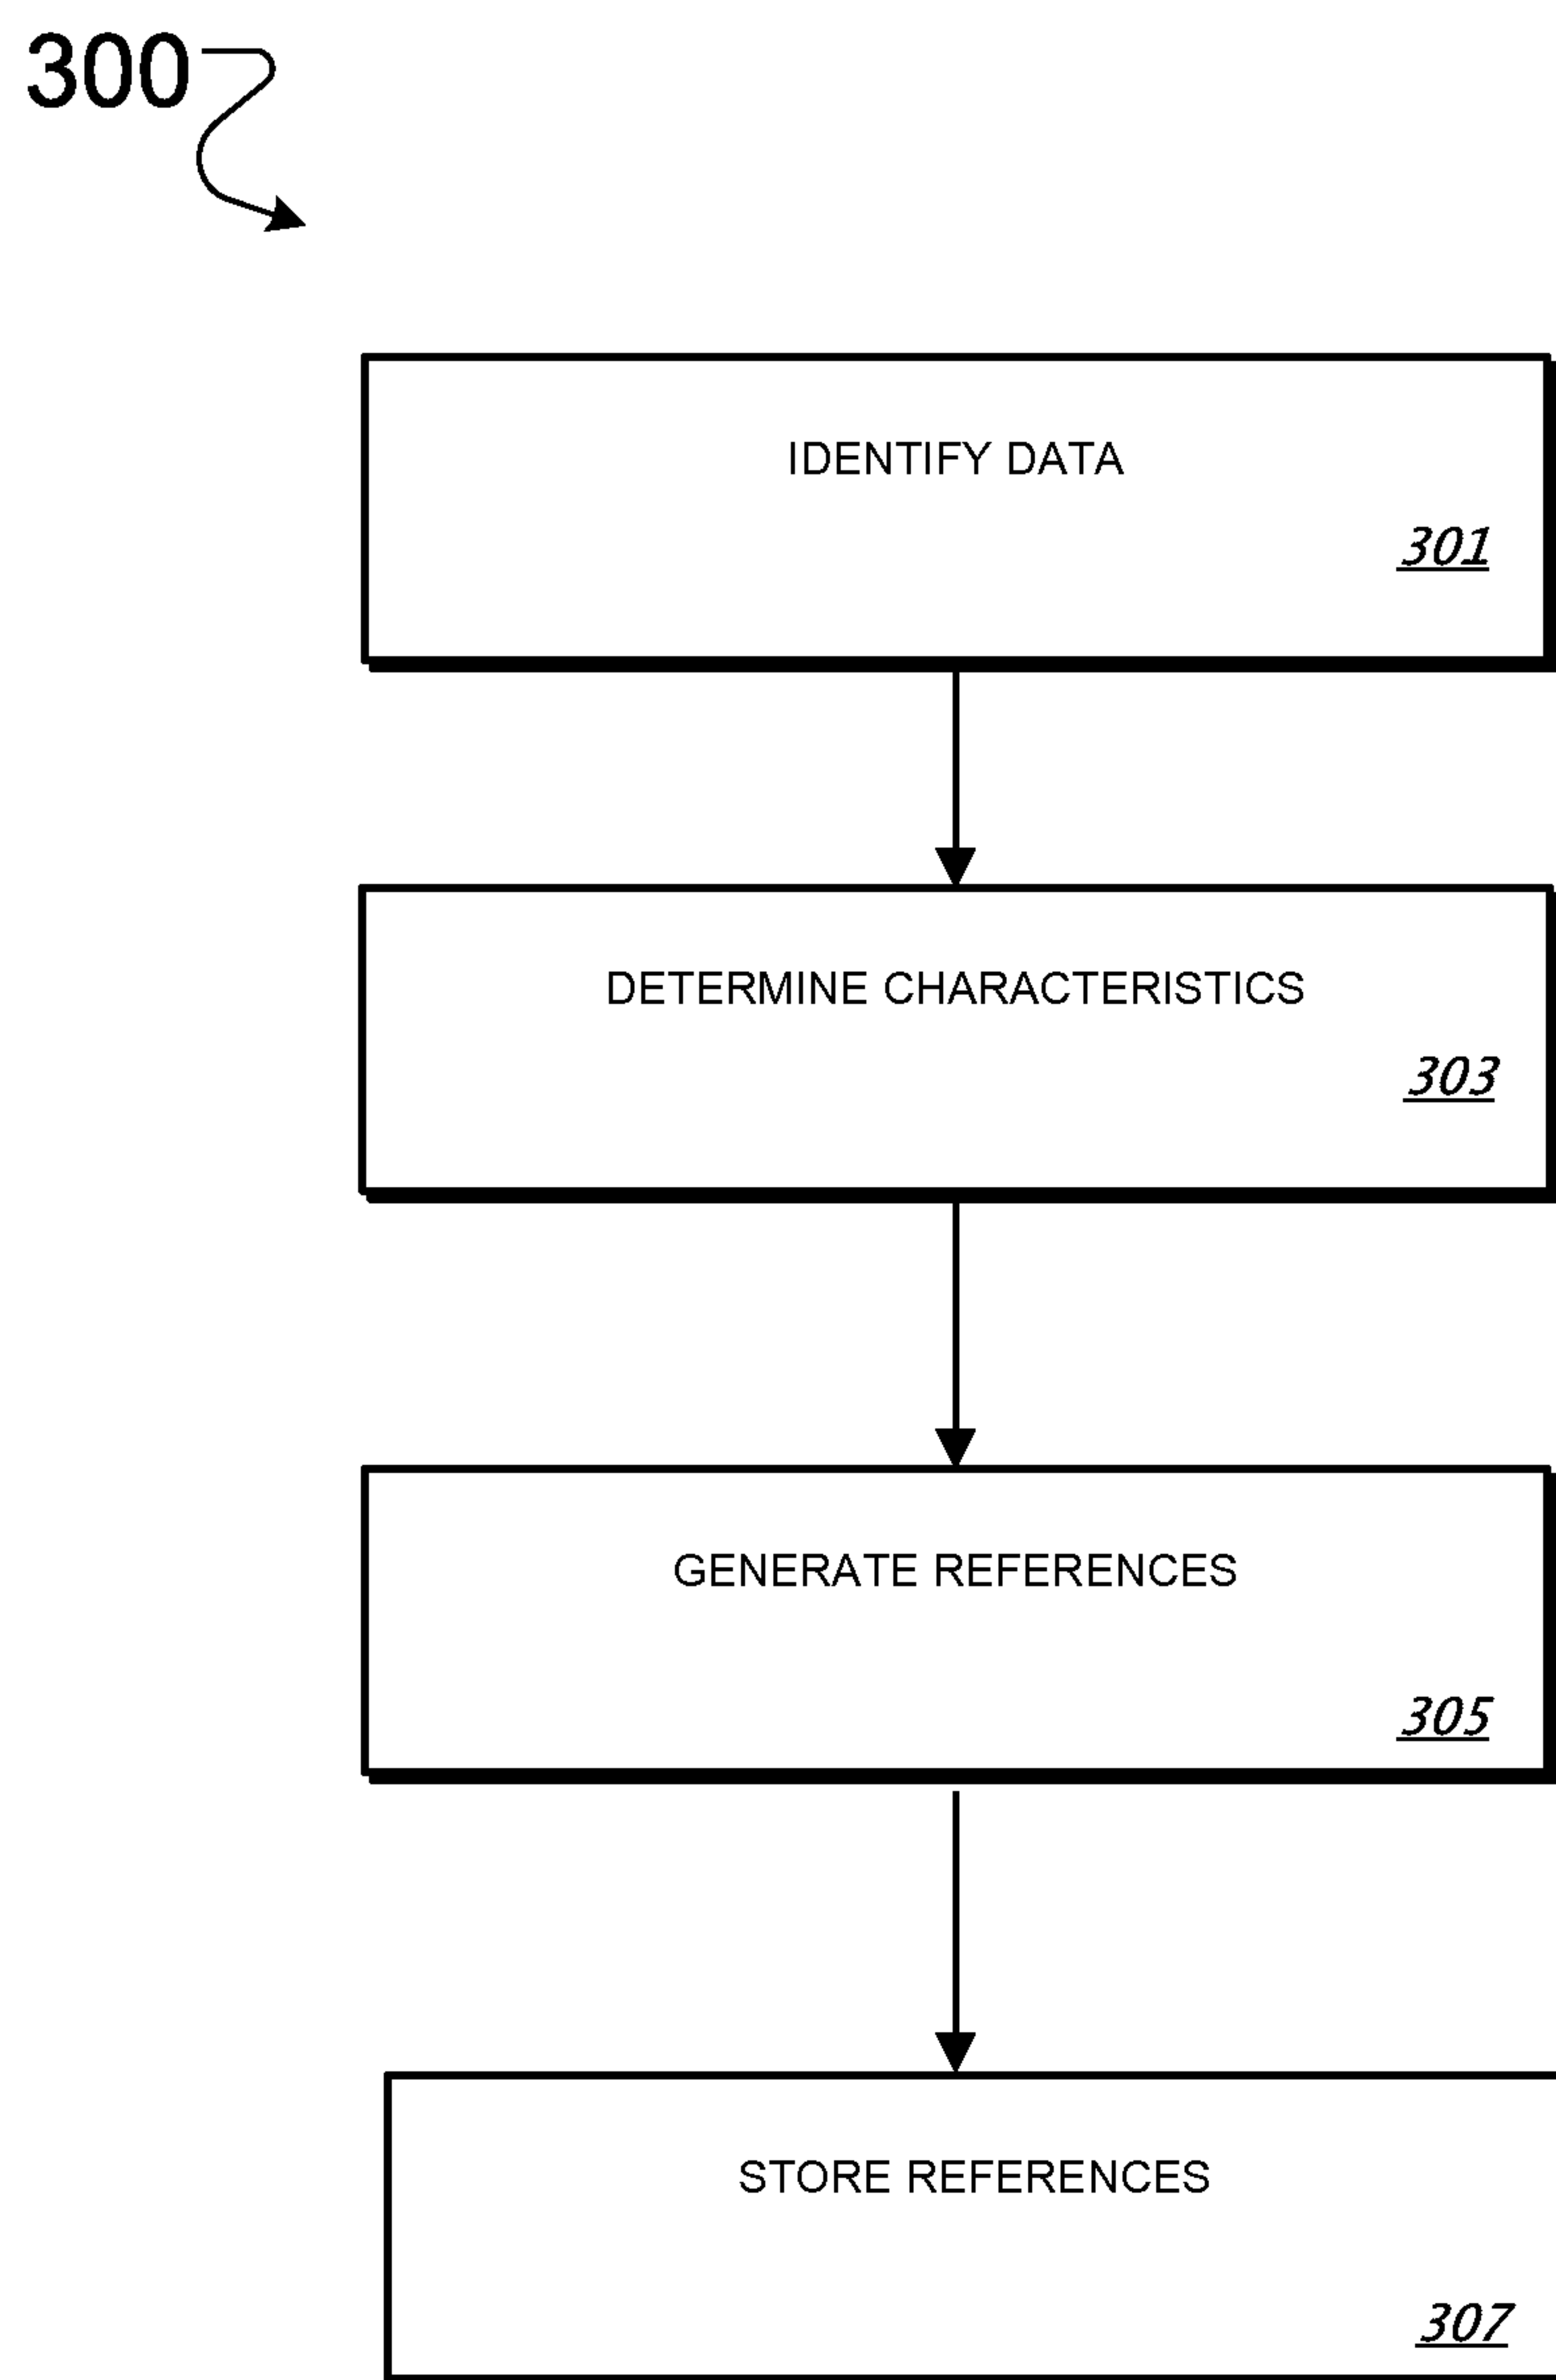 300
IDENTIFY DATA
301
DETERMINE CHARACTERISTICS
303
GENERATE REFERENCES
305
STORE REFERENCES
307